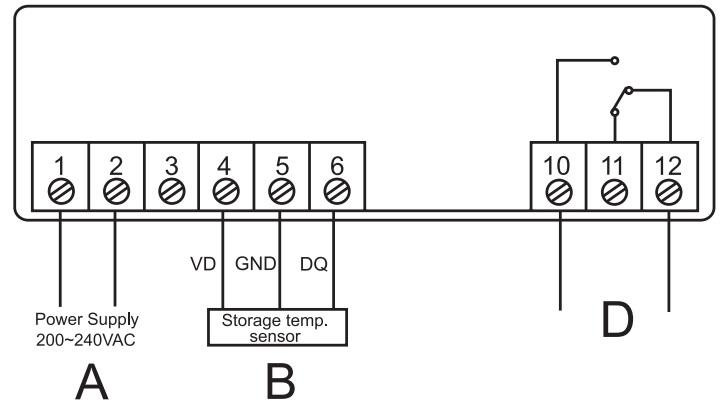 1 2 3 4 5 6 10 11 12
VD GND DQ
Power Supply
200~240VAC
Storage temp.
sensor
A B D